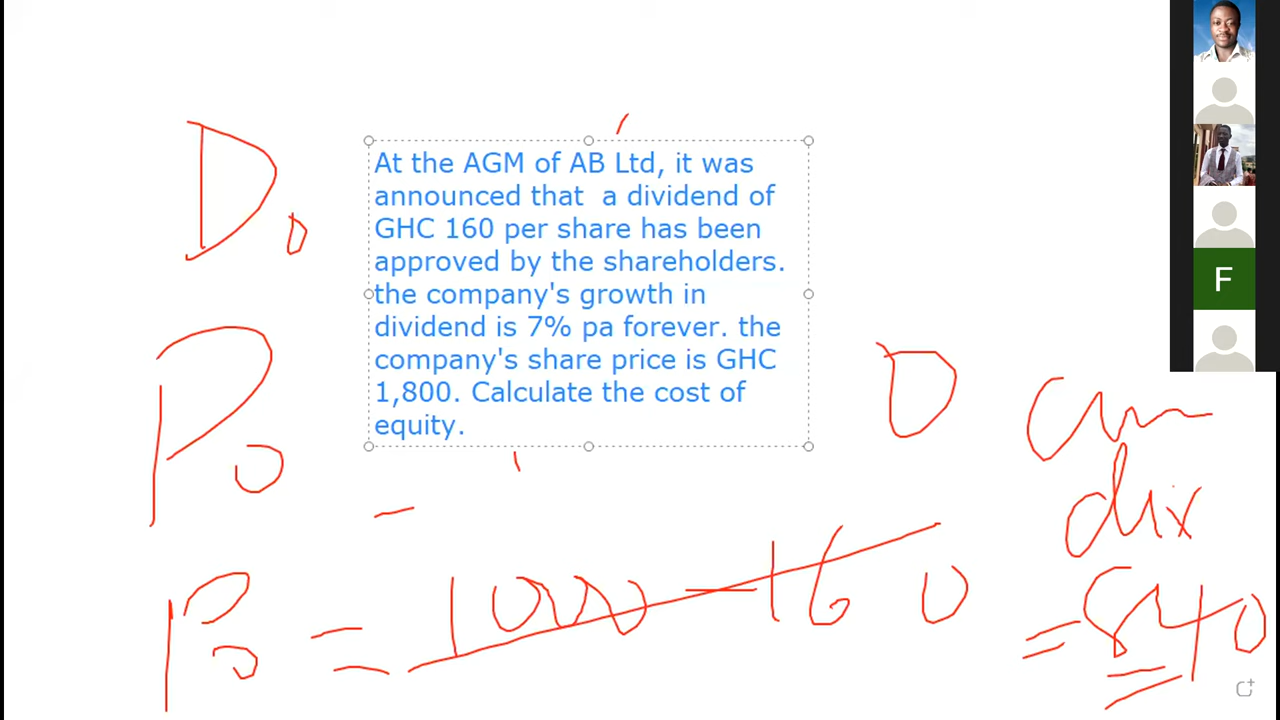 D0
At the AGM of AB Ltd, it was
announced that a dividend of
GHC 160 per share has been
approved by the shareholders.
the company's growth in
dividend is 7% pa forever. the
company's share price is GHC
1,800. Calculate the cost of
equity.
P0
D
cum
div
P0 = 1000 - 160 = 840
F